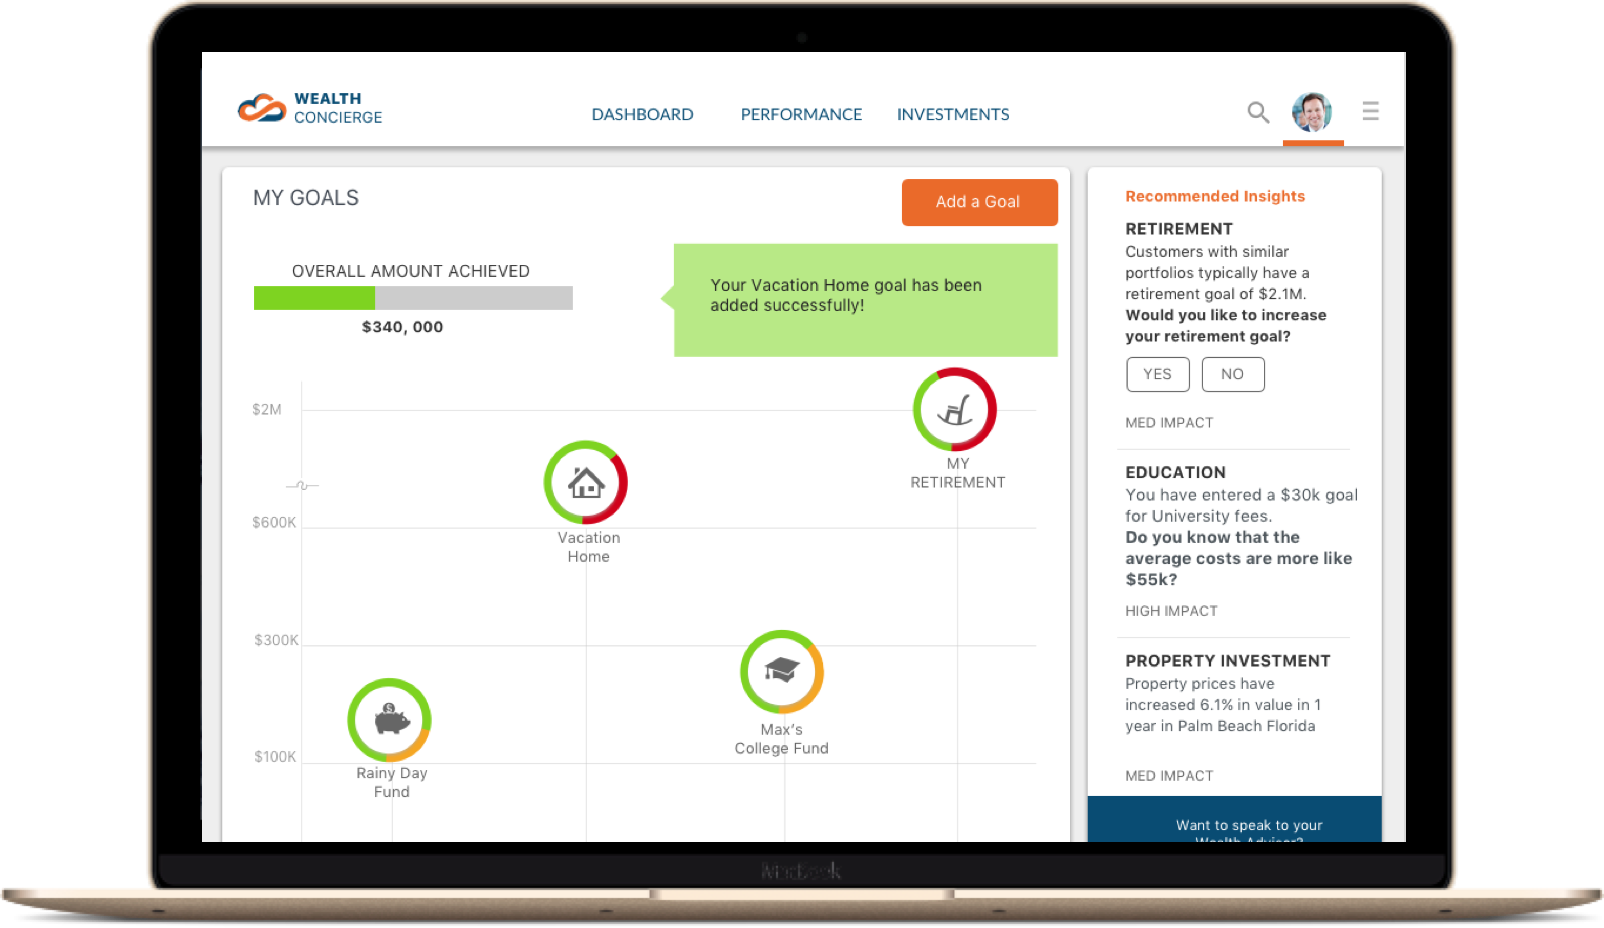 WEALTH
CONCIERGE
DASHBOARD
PERFORMANCE
INVESTMENTS
MY GOALS
Add a Goal
OVERALL AMOUNT ACHIEVED
$340, 000
Your Vacation Home goal has been
added successfully!
$2M
$600K
$300K
$100K
MY
RETIREMENT
Vacation
Home
Max's
College Fund
$
Rainy Day
Fund
Recommended Insights
RETIREMENT
Customers with similar
portfolios typically have a
retirement goal of $2.1M.
Would you like to increase
your retirement goal?
YES
NO
MED IMPACT
EDUCATION
You have entered a $30k goal
for University fees.
Do you know that the
average costs are more like
$55k?
HIGH IMPACT
PROPERTY INVESTMENT
Property prices have
increased 6.1% in value in 1
year in Palm Beach Florida
MED IMPACT
Want to speak to your
Wealth Advisor?
MacBook